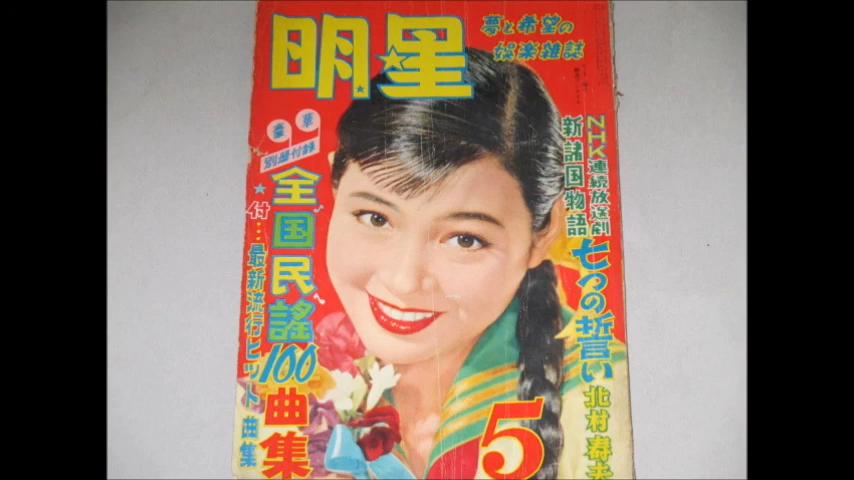 明星
夢と希望の
娯楽雑誌
豪華
別冊付録
全国民謡100曲集
★付…最新流行ヒット曲集
NHK連続放送劇
新諸国物語
七つの誓い
北村寿夫
5